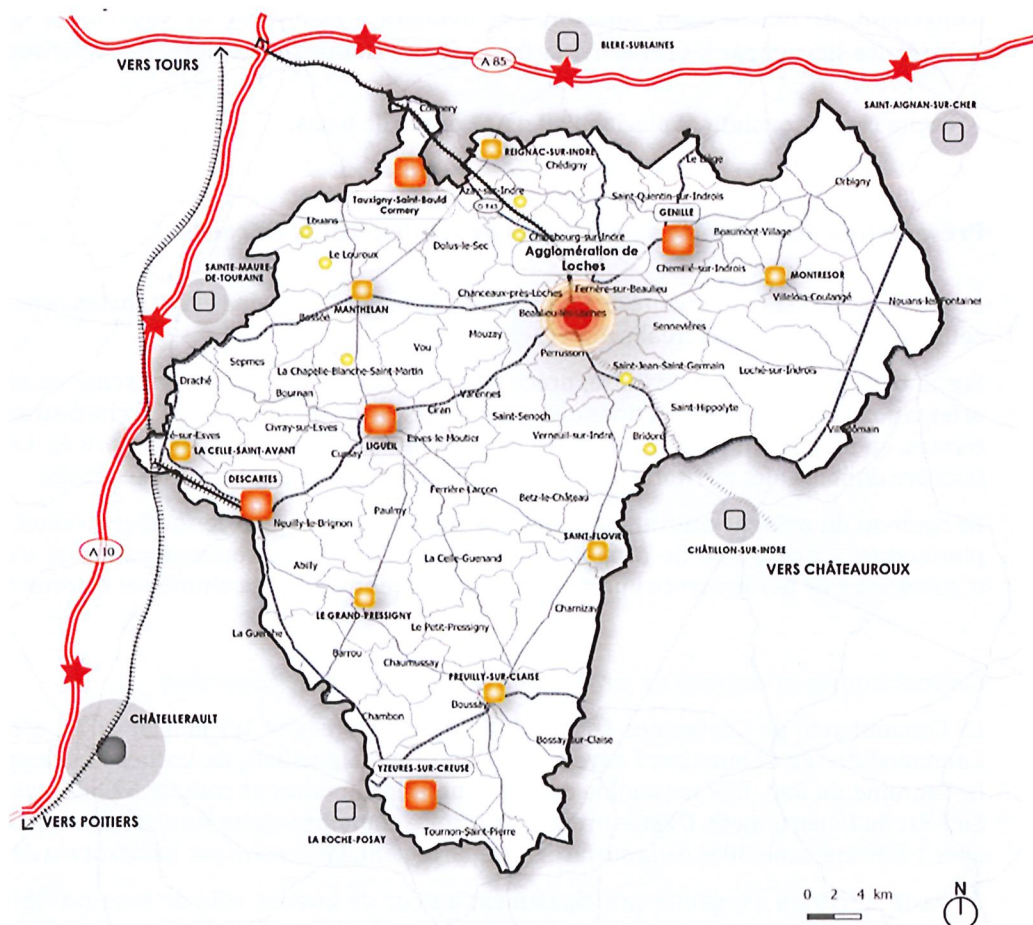 BLERE-SUBLAINES
VERS TOURS
A 85
SAINT-AIGNAN-SUR-CHER
Cormery
REIGNAC-SUR-INDRE
Chédigny
Le Liège
Tauxigny-Saint-Bauld
Cormery
Azay-sur-Indre
Saint-Quentin-sur-Indrois
Orbigny
D 943
GENILLE
Louans
Chambourg-sur-Indre
Beaumont-Village
Dolus-le-Sec
Agglomération de
Loches
Le Louroux
Chemillé-sur-Indrois
SAINTE-MAURE-
DE-TOURAINE
MONTRESOR
Chanceaux-près-Loches
Ferrière-sur-Beaulieu
Villeloin-Coulangé
Nouans-les-Fontaines
MANTHELAN
Beaulieu-lès-Loches
Bossée
Mouzay
Sennevières
Vou
Perrusson
Sepmes
La Chapelle-Blanche-Saint-Martin
Saint-Jean-Saint-Germain
Loché-sur-Indrois
Draché
Bournan
Varennes
Ciran
Saint-Senoch
Saint-Hippolyte
Civray-sur-Esves
Villedômain
LIGUEIL
Esves-le-Moutier
Verneuil-sur-Indre
Bridoré
LA CELLE-SAINT-AVANT
Cussay
DESCARTES
Ferrière-Larçon
Betz-le-Château
Paulmy
Neuilly-le-Brignon
SAINT-FLOVIER
CHÂTILLON-SUR-INDRE
A 10
La Celle-Guenand
VERS CHÂTEAUROUX
Abilly
Charnizay
LE GRAND-PRESSIGNY
Le Petit-Pressigny
La Guerche
Barrou
Chaumussay
PREUILLY-SUR-CLAISE
Boussay
CHÂTELLERAULT
Chambon
Bossay-sur-Claise
YZEURES-SUR-CREUSE
VERS POITIERS
LA ROCHE-POSAY
Tournon-Saint-Pierre
0 2 4 km
N